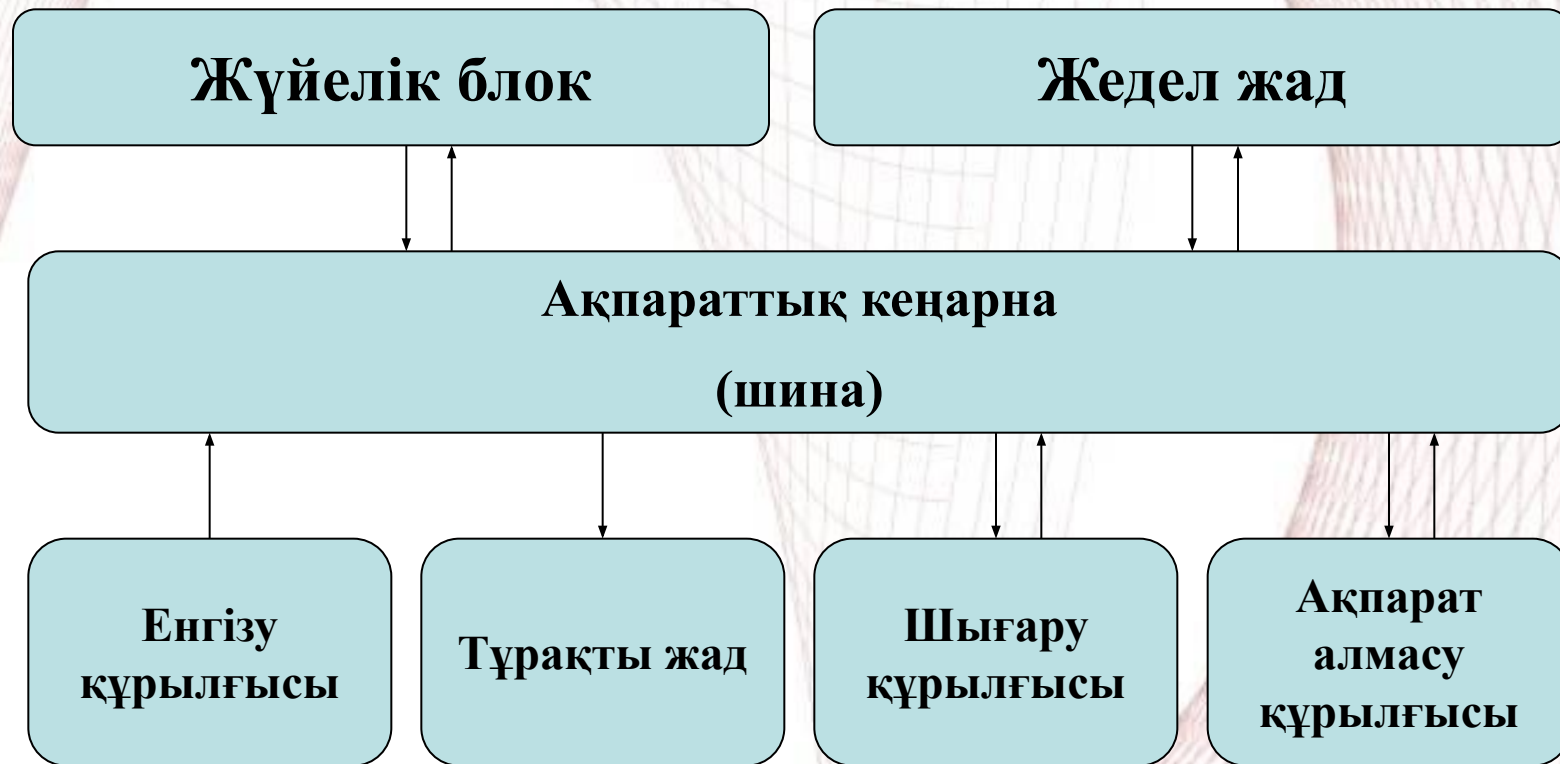 Жүйелік блок
Жедел жад
Ақпараттық кеңарна
(шина)
Енгізу
құрылғысы
Тұрақты жад
Шығару
құрылғысы
Ақпарат
алмасу
құрылғысы